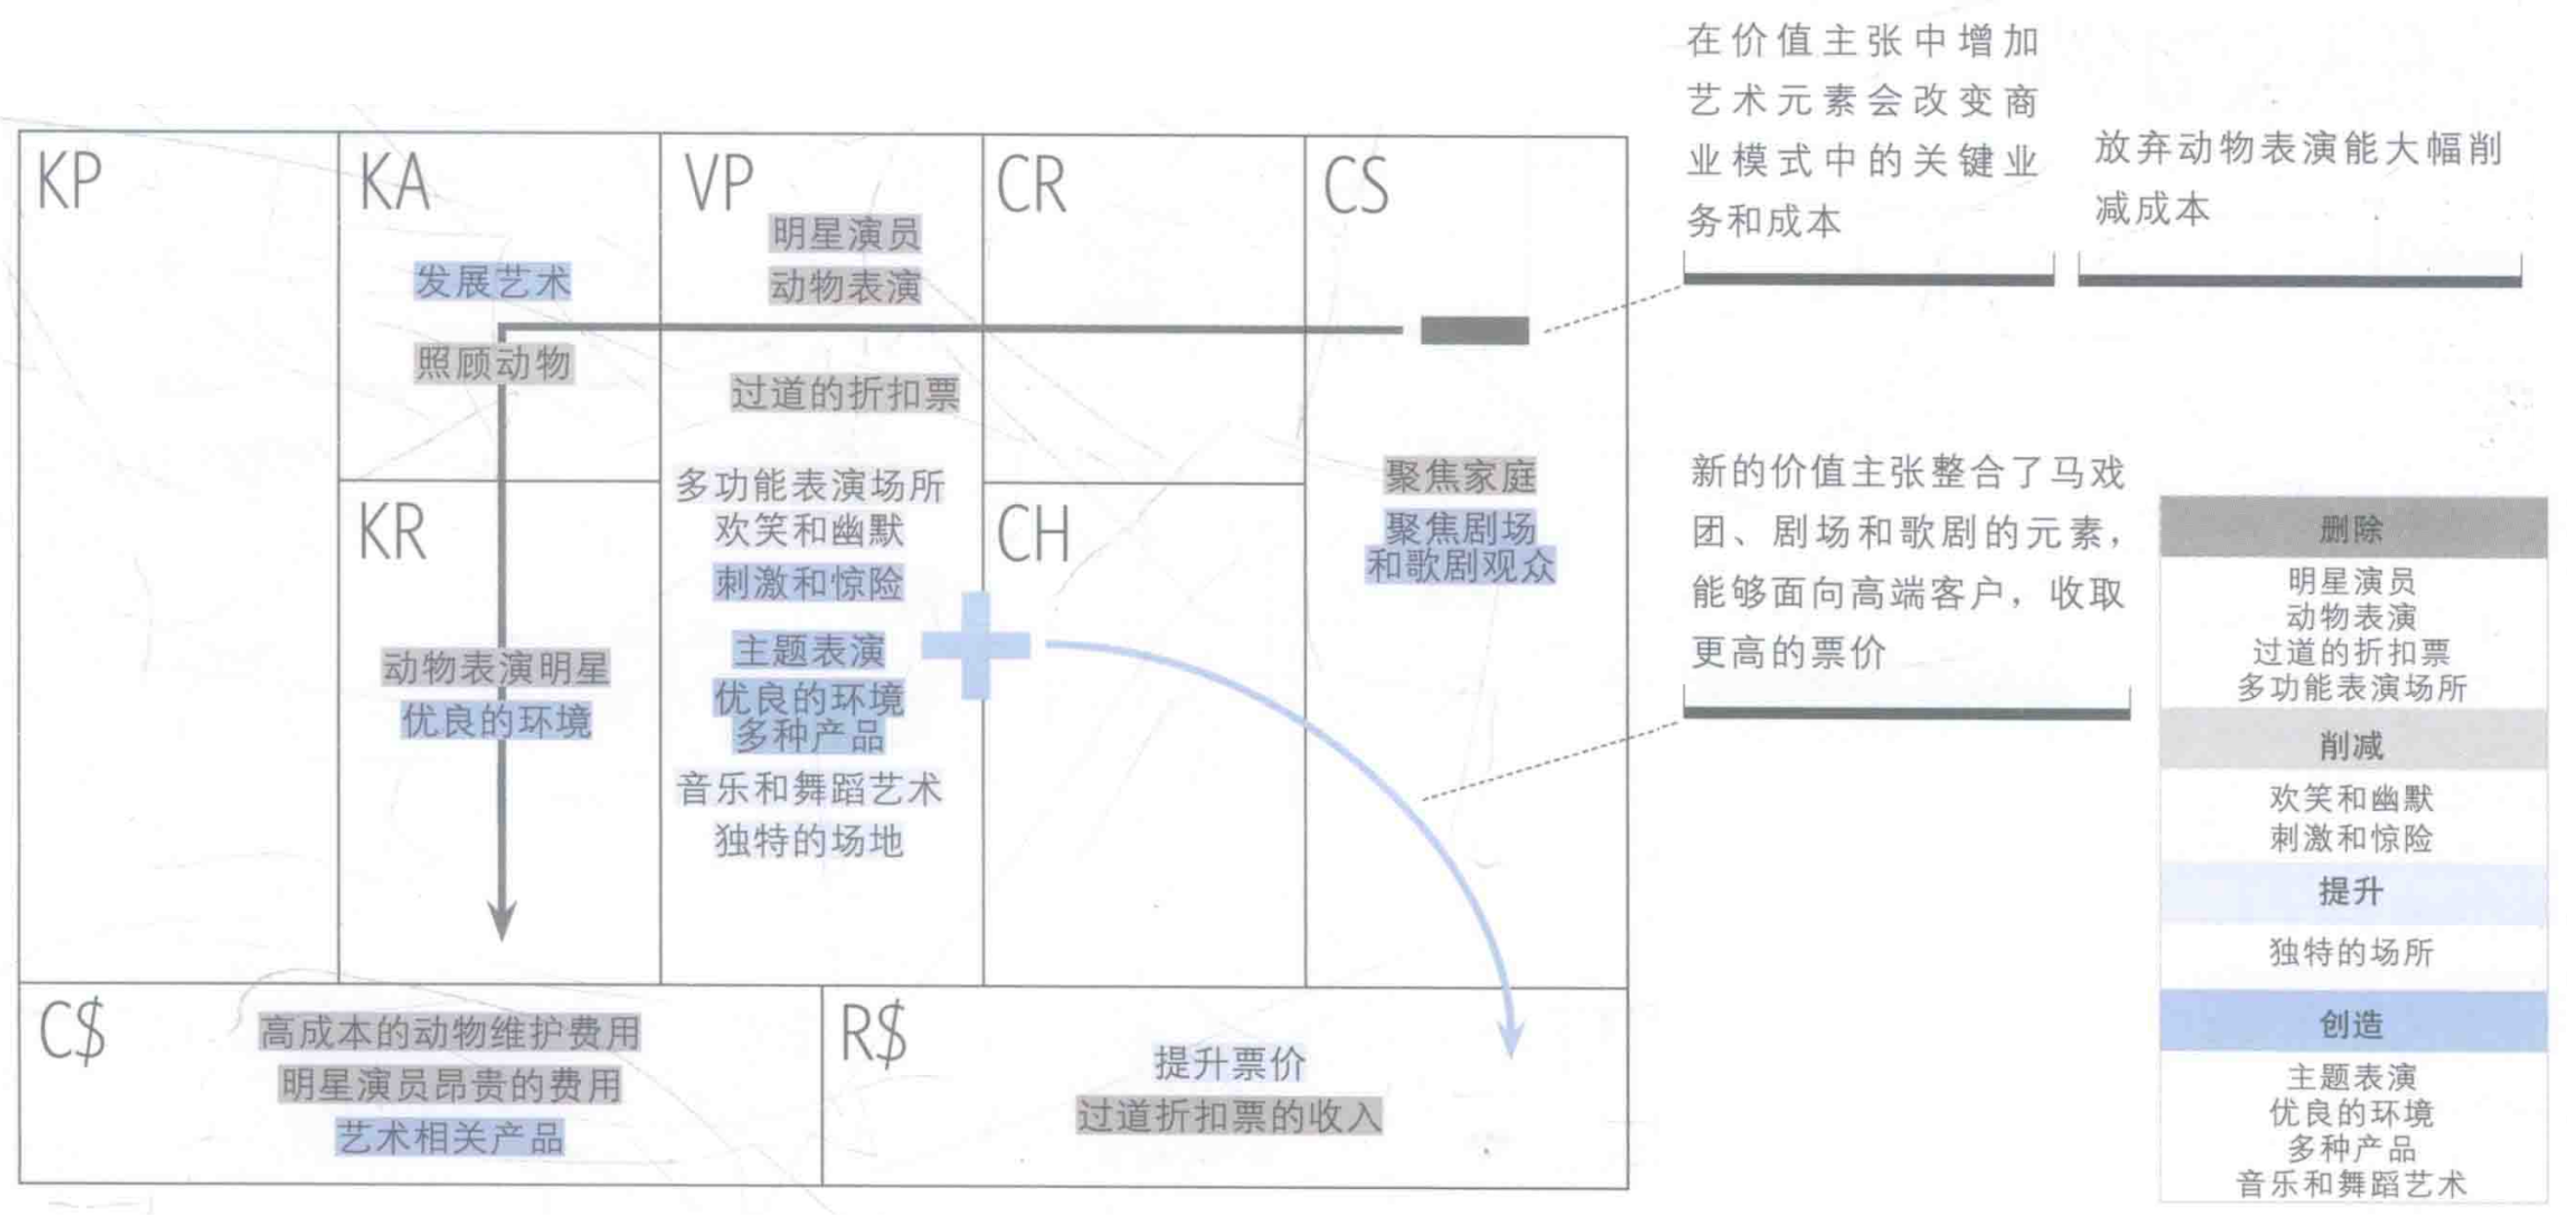 KP
KA
发展艺术
照顾动物
KR
动物表演明星
优良的环境
VP
明星演员
动物表演
过道的折扣票
多功能表演场所
欢笑和幽默
刺激和惊险
主题表演
优良的环境
多种产品
音乐和舞蹈艺术
独特的场地
CR
CH
CS
聚焦家庭
聚焦剧场
和歌剧观众
C$
高成本的动物维护费用
明星演员昂贵的费用
艺术相关产品
R$
提升票价
过道折扣票的收入
在价值主张中增加
艺术元素会改变商
业模式中的关键业
务和成本
放弃动物表演能大幅削
减成本
新的价值主张整合了马戏
团、剧场和歌剧的元素，
能够面向高端客户，收取
更高的票价
删除
明星演员
动物表演
过道的折扣票
多功能表演场所
削减
欢笑和幽默
刺激和惊险
提升
独特的场所
创造
主题表演
优良的环境
多种产品
音乐和舞蹈艺术